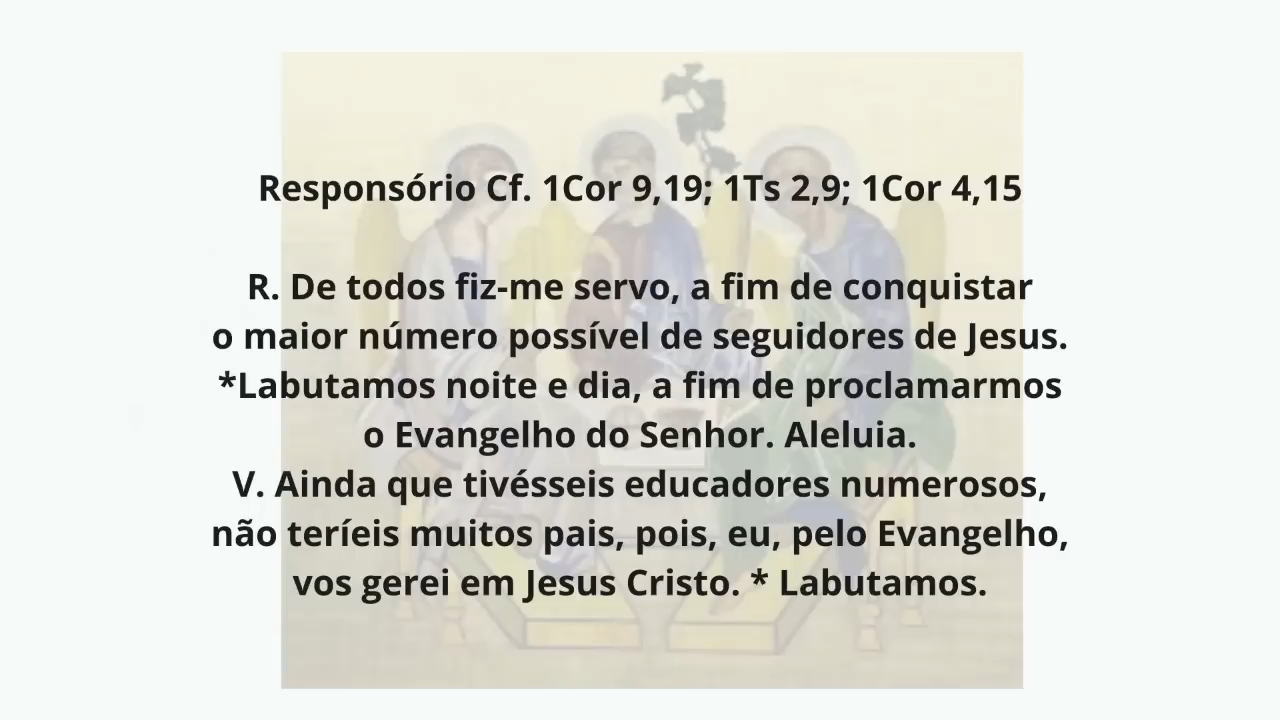 Responsório Cf. 1Cor 9,19; 1Ts 2,9; 1Cor 4,15
R. De todos fiz-me servo, a fim de conquistar
o maior número possível de seguidores de Jesus.
*Labutamos noite e dia, a fim de proclamarmos
o Evangelho do Senhor. Aleluia.
V. Ainda que tivésseis educadores numerosos,
não teríeis muitos pais, pois, eu, pelo Evangelho,
vos gerei em Jesus Cristo. * Labutamos.